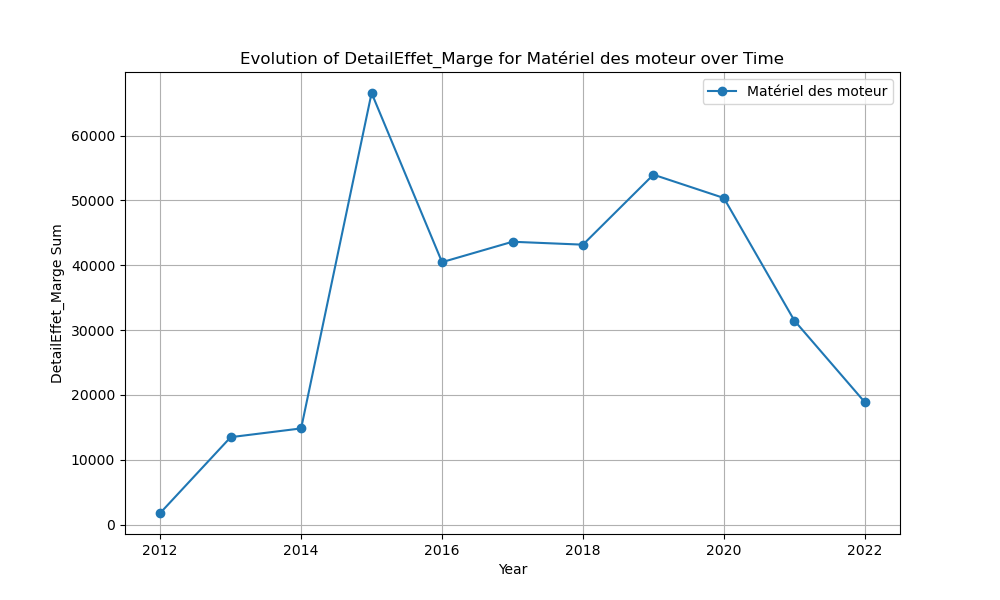 Evolution of DetailEffet_Marge for Matériel des moteur over Time
Matériel des moteur
DetailEffet_Marge Sum
60000
50000
40000
30000
20000
10000
0
2012 2014 2016 2018 2020 2022
Year